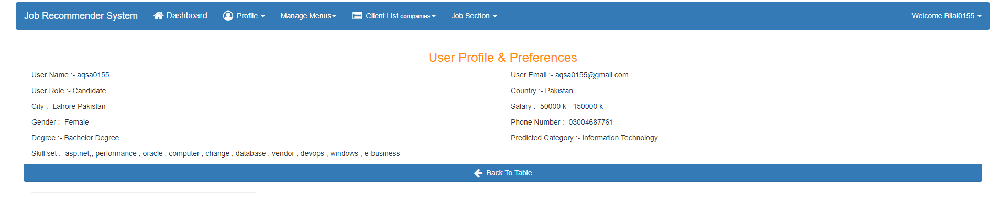 Job Recommender System Dashboard Profile Manage Menus Client List companies Job Section Welcome Bilal0155
User Profile & Preferences
User Name :- aqsa0155 User Email :- aqsa0155@gmail.com
User Role :- Candidate Country :- Pakistan
City :- Lahore Pakistan Salary :- 50000 k - 150000 k
Gender :- Female Phone Number :- 03004687761
Degree :- Bachelor Degree Predicted Category :- Information Technology
Skill set :- asp.net,, performance , oracle , computer , change , database , vendor , devops , windows , e-business
Back To Table